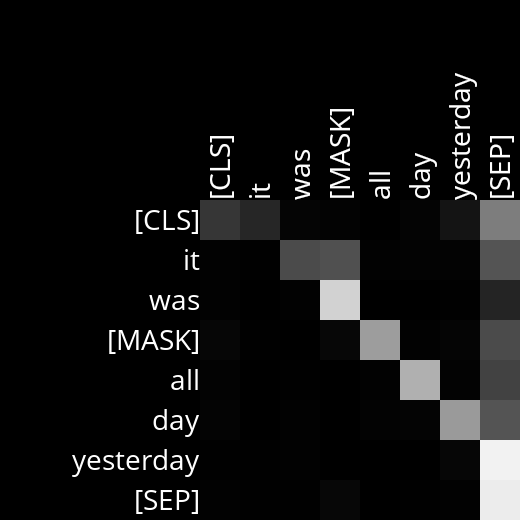 [CLS]
it
was
[MASK]
all
day
yesterday
[SEP]
[CLS]
it
was
[MASK]
all
day
yesterday
[SEP]